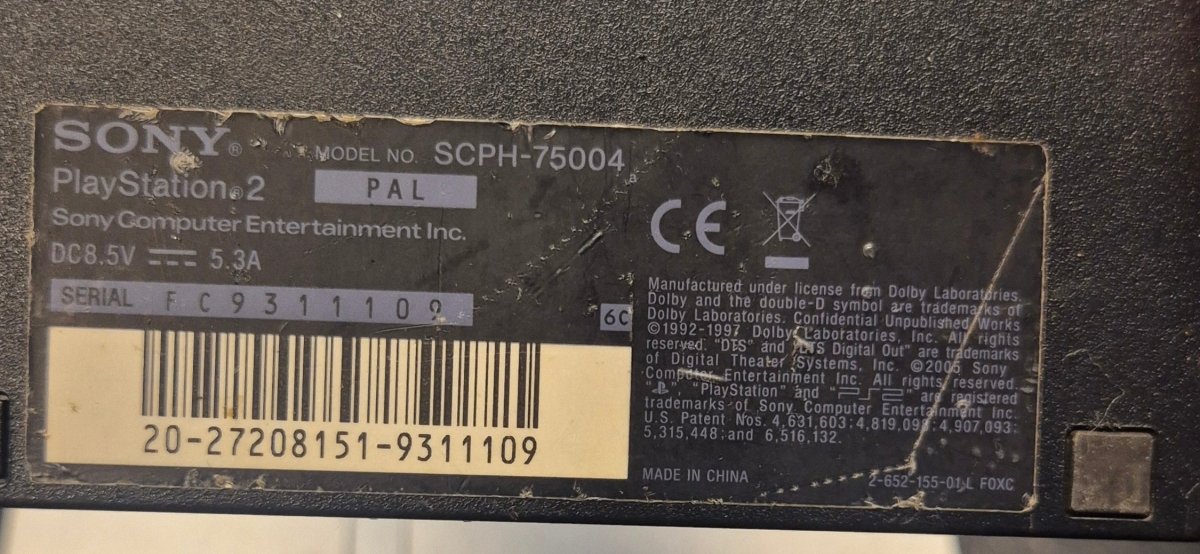 SONY®
MODEL NO. SCPH-75004
PlayStation®2
PAL
Sony Computer Entertainment Inc.
DC8.5V 5.3A
SERIAL FC9311109
6C
20-27208151-9311109
CE
Manufactured under license from Dolby Laboratories.
Dolby and the double-D symbol are trademarks of
Dolby Laboratories. Confidential Unpublished Works
©1992-1997 Dolby Laboratories, Inc. All rights
reserved. "DTS" and "DTS Digital Out" are trademarks
of Digital Theater Systems, Inc. ©2005 Sony
Computer Entertainment Inc. All rights reserved.
" ", "PlayStation" and "PS2" are registered
trademarks of Sony Computer Entertainment Inc.
U.S. Patent Nos. 4,631,603; 4,907,093;
5,315,448; and 6,516,132.
MADE IN CHINA
2-652-155-01 L FOXC